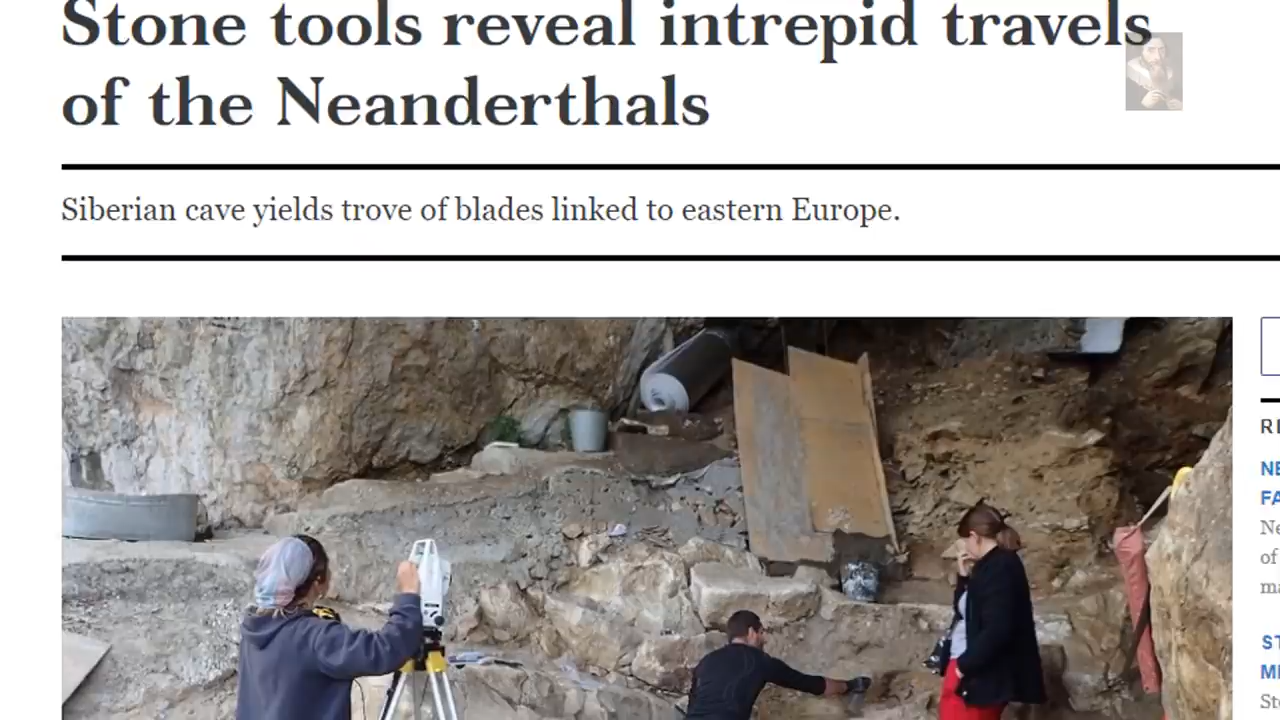 Stone tools reveal intrepid travels
of the Neanderthals
Siberian cave yields trove of blades linked to eastern Europe.